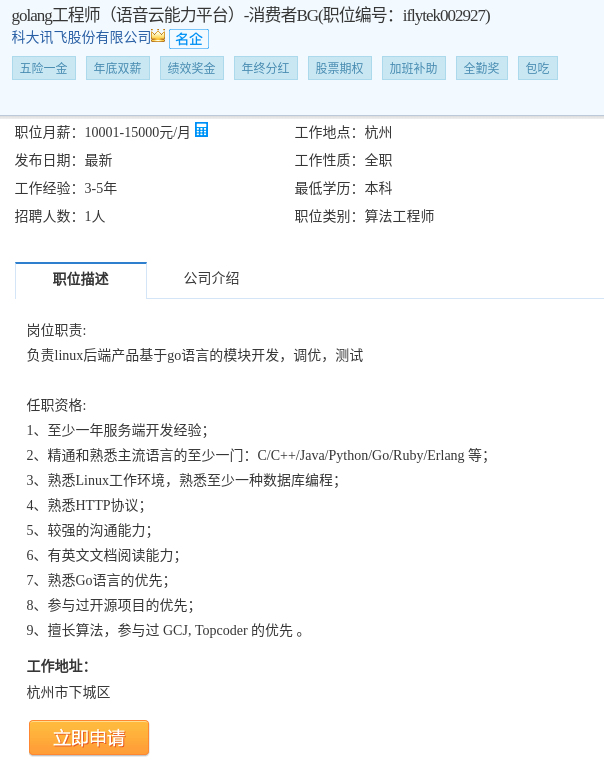 golang工程师（语音云能力平台）-消费者BG(职位编号：iflytek002927)
科大讯飞股份有限公司 名企
五险一金 年底双薪 绩效奖金 年终分红 股票期权 加班补助 全勤奖 包吃
职位月薪：10001-15000元/月 工作地点：杭州
发布日期：最新 工作性质：全职
工作经验：3-5年 最低学历：本科
招聘人数：1人 职位类别：算法工程师
职位描述 公司介绍
岗位职责:
负责linux后端产品基于go语言的模块开发，调优，测试
任职资格:
1、至少一年服务端开发经验；
2、精通和熟悉主流语言的至少一门：C/C++/Java/Python/Go/Ruby/Erlang 等；
3、熟悉Linux工作环境，熟悉至少一种数据库编程；
4、熟悉HTTP协议；
5、较强的沟通能力；
6、有英文文档阅读能力；
7、熟悉Go语言的优先；
8、参与过开源项目的优先；
9、擅长算法，参与过 GCJ, Topcoder 的优先 。
工作地址：
杭州市下城区
立即申请